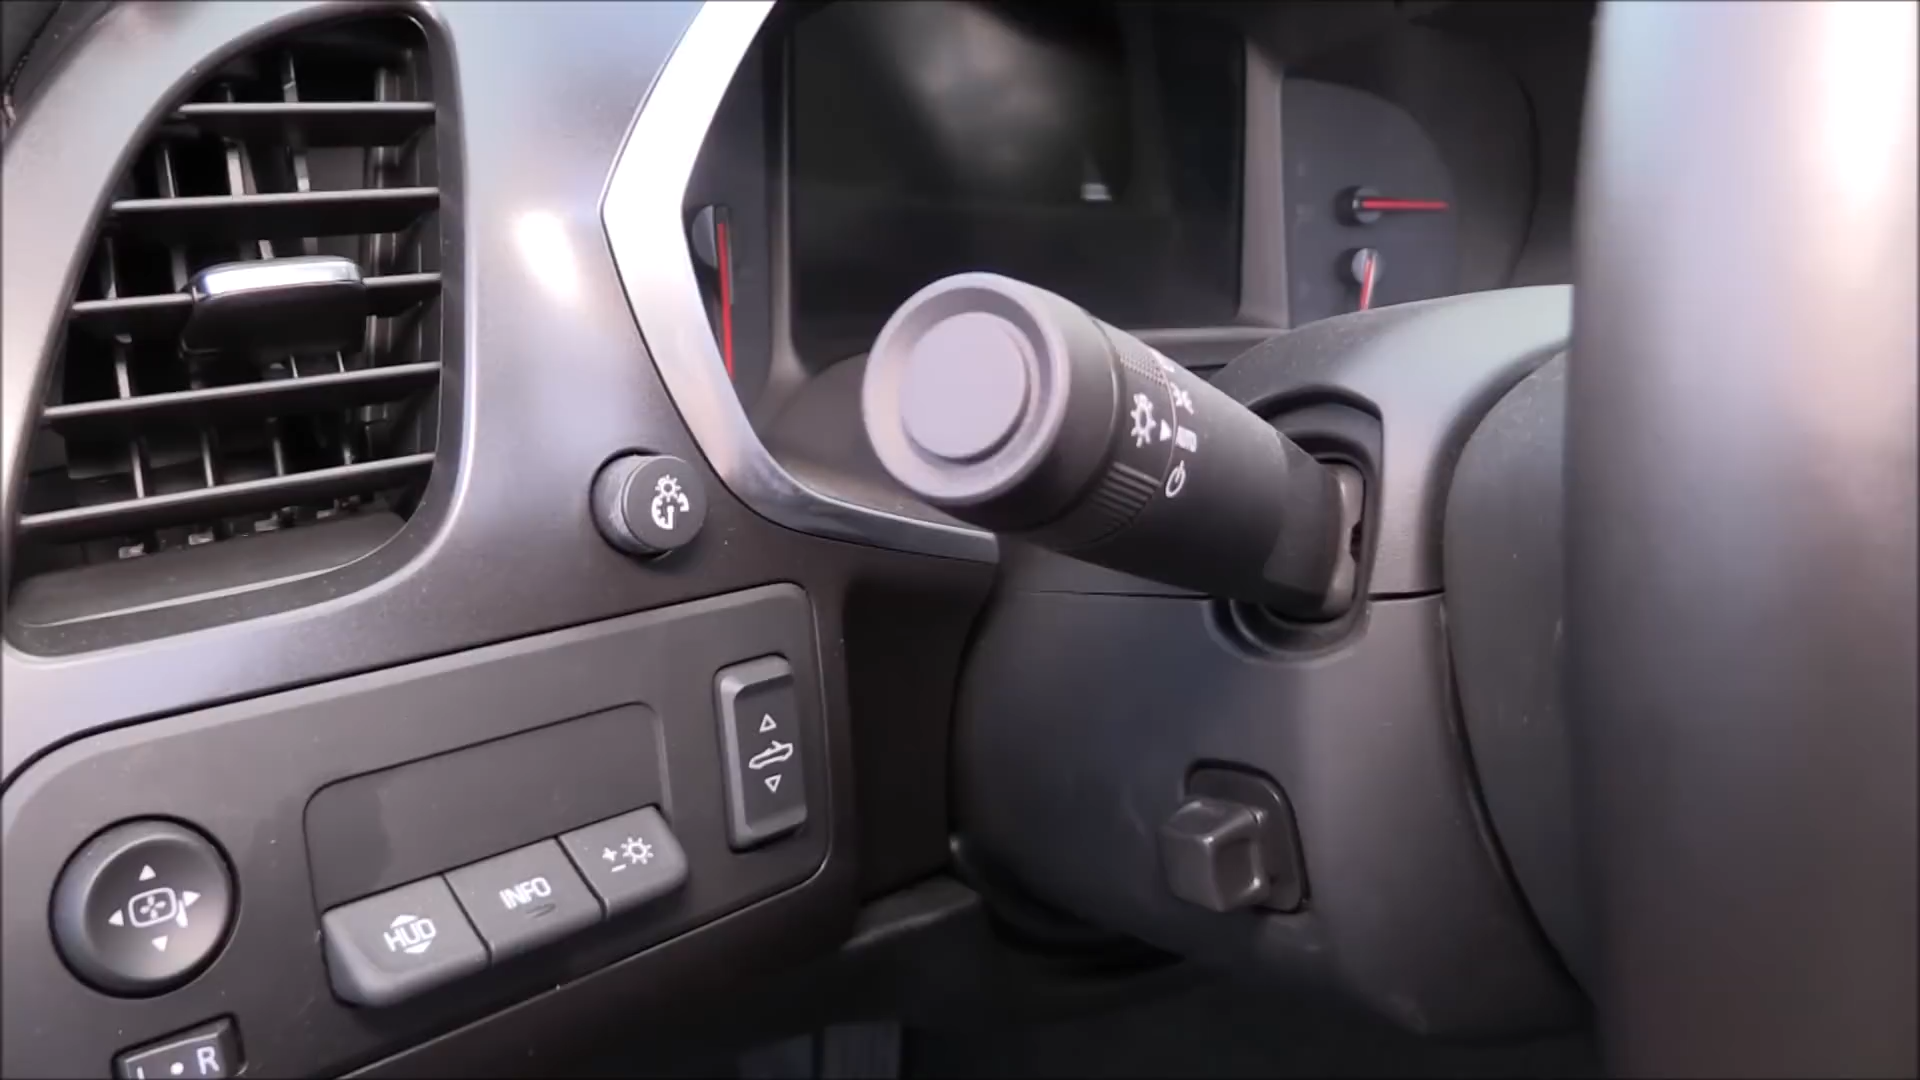 AUTO
HUD
INFO
+ -
L • R